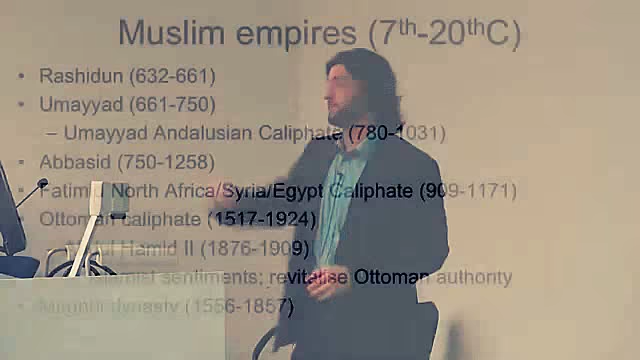 Muslim empires (7th-20thC)
• Rashidun (632-661)
• Umayyad (661-750)
– Umayyad Andalusian Caliphate (780-1031)
• Abbasid (750-1258)
• North Africa/Syria/Egypt Caliphate (909-1171)
• Ottoman caliphate (1517-1924)
Hamid II (1876-1909)
sentiments; revitalise Ottoman authority
• dynasty (1556-1857)